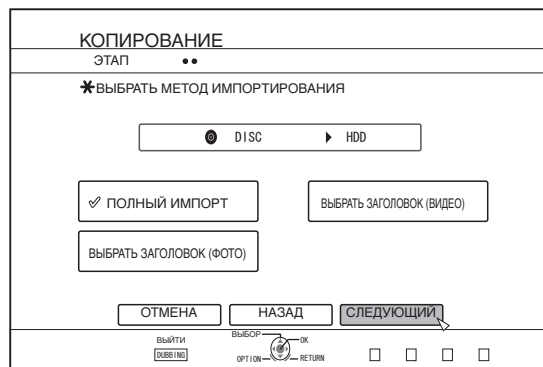 КОПИРОВАНИЕ
ЭТАП ●●
*ВЫБРАТЬ МЕТОД ИМПОРТИРОВАНИЯ
DISC ▶ HDD
✓ ПОЛНЫЙ ИМПОРТ ВЫБРАТЬ ЗАГОЛОВОК (ВИДЕО)
ВЫБРАТЬ ЗАГОЛОВОК (ФОТО)
ОТМЕНА НАЗАД СЛЕДУЮЩИЙ
ВЫЙТИ ВЫБОР OK
DUBBING OPTION RETURN